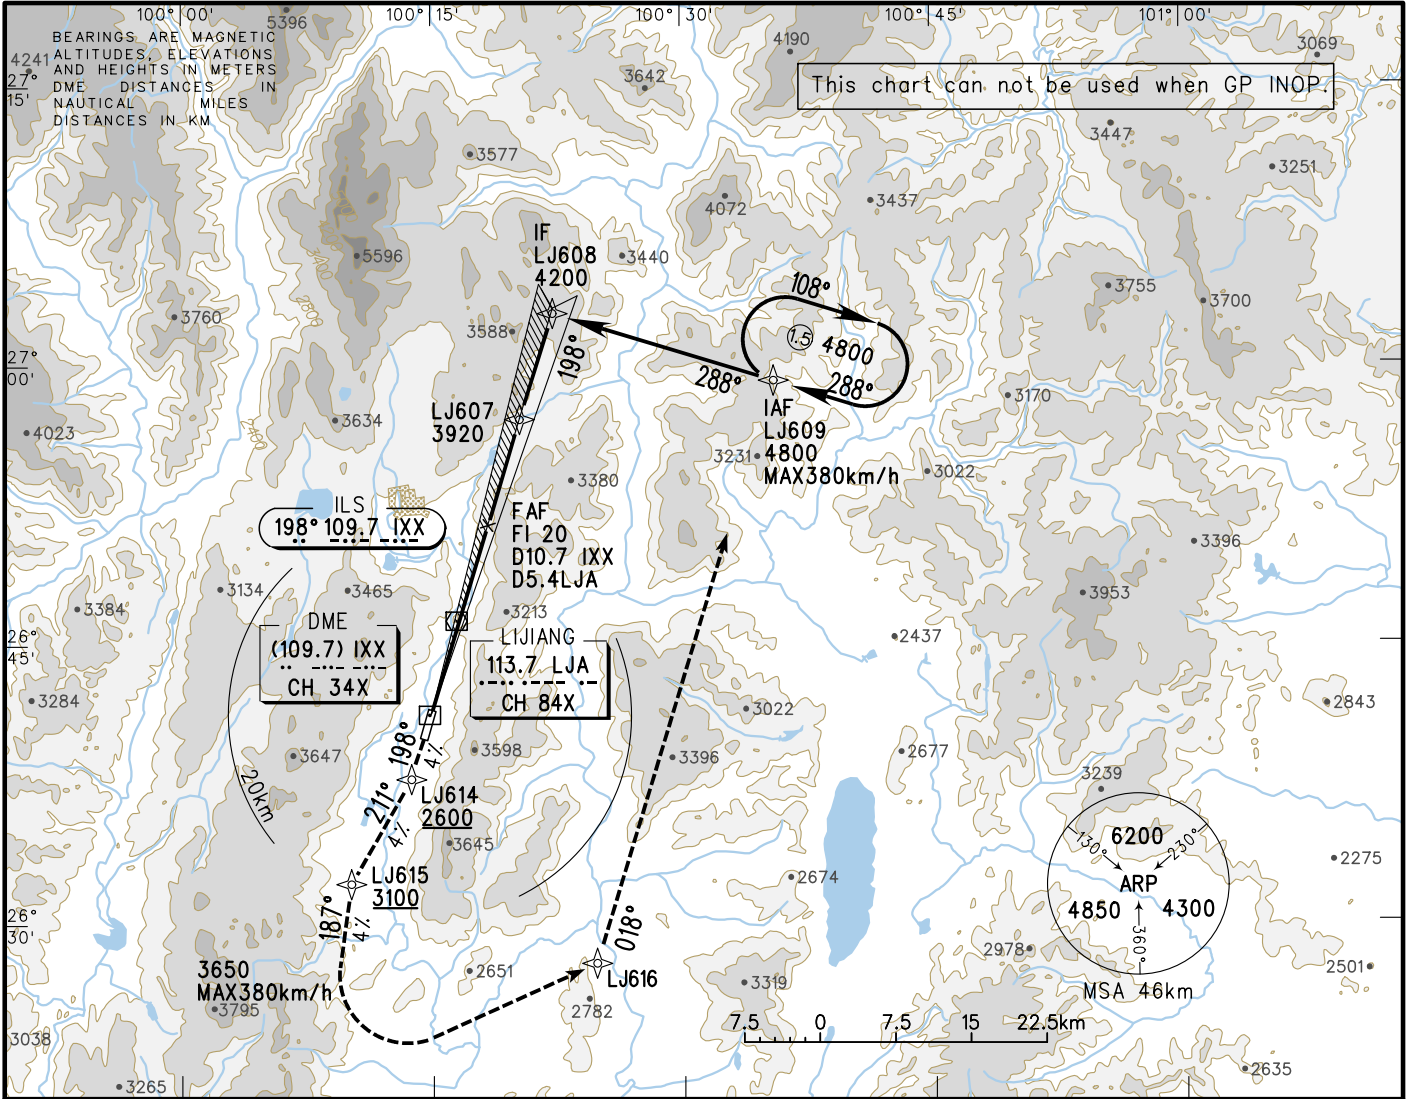 100° 00'
100° 15'
100° 30'
100° 45'
101° 00'
BEARINGS ARE MAGNETIC
ALTITUDES, ELEVATIONS
AND HEIGHTS IN METERS
DME DISTANCES IN
NAUTICAL MILES
DISTANCES IN KM
This chart can not be used when GP INOP.
5396
4241
4190
3069
3642
27°
15'
3447
3577
3251
4072
3437
IF
LJ608
4200
3440
5596
2400
2800
108°
3755
3700
3760
3588
1.5
4800
198°
27°
00'
288°
288°
IAF
LJ609
4800
MAX380km/h
3170
LJ607
3920
3634
2400
4023
3231
3022
3380
ILS
198° 109.7 IXX
FAF
FI 20
D10.7 IXX
D5.4LJA
3396
3134
3465
3953
3384
3213
DME
(109.7) IXX
CH 34X
LIJIANG
113.7 LJA
CH 84X
26°
45'
2437
3284
3022
2843
198°
4%
3647
3598
3396
2677
3239
20km
211°
4%
LJ614
2600
3645
6200
130°
230°
ARP
4850
4300
360°
MSA 46km
2275
LJ615
3100
2674
187°
4%
26°
30'
018°
2978
3650
MAX380km/h
2651
LJ616
3319
2501
3795
2782
7.5 0 7.5 15 22.5km
3038
3265
2635